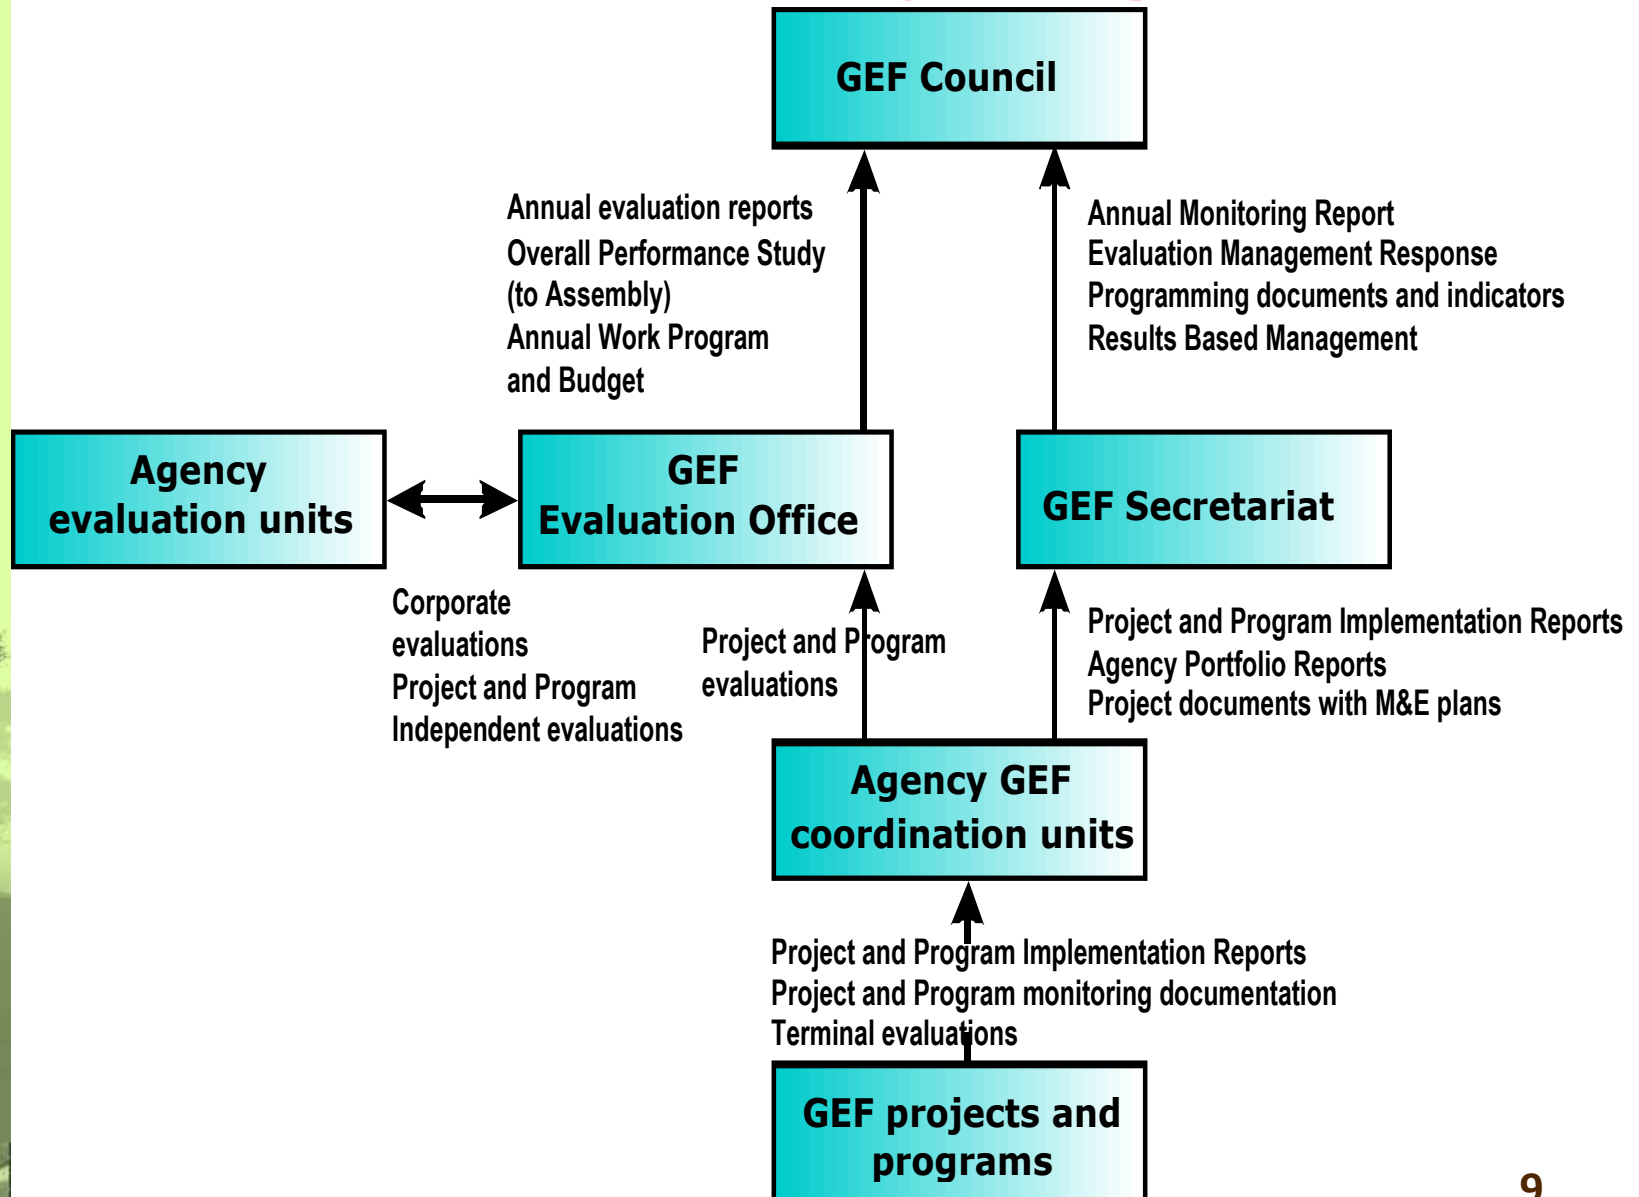 GEF Council
Annual evaluation reports
Overall Performance Study
(to Assembly)
Annual Work Program
and Budget
Annual Monitoring Report
Evaluation Management Response
Programming documents and indicators
Results Based Management
Agency
evaluation units
GEF
Evaluation Office
GEF Secretariat
Corporate
evaluations
Project and Program
Independent evaluations
Project and Program
evaluations
Project and Program Implementation Reports
Agency Portfolio Reports
Project documents with M&E plans
Agency GEF
coordination units
Project and Program Implementation Reports
Project and Program monitoring documentation
Terminal evaluations
GEF projects and
programs
9